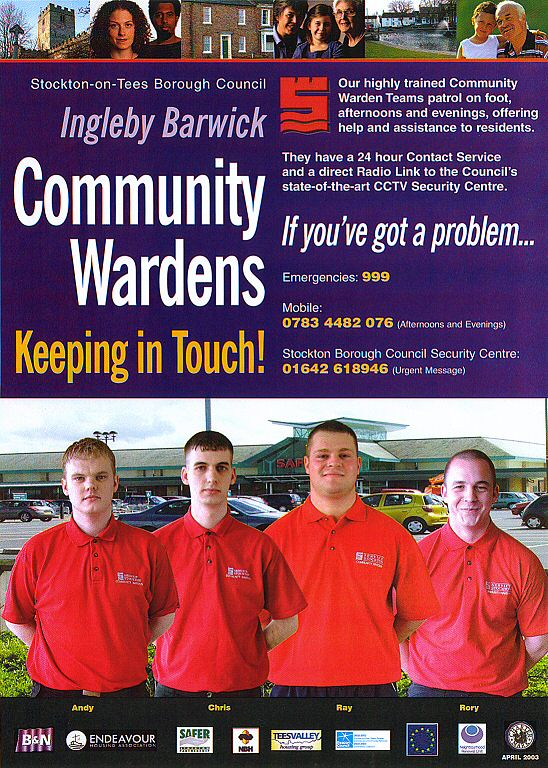 Stockton-on-Tees Borough Council
Ingleby Barwick
Community
Wardens
Keeping in Touch!
Our highly trained Community
Warden Teams patrol on foot,
afternoons and evenings, offering
help and assistance to residents.
They have a 24 hour Contact Service
and a direct Radio Link to the Council's
state-of-the-art CCTV Security Centre.
If you've got a problem...
Emergencies: 999
Mobile:
0783 4482 076 (Afternoons and Evenings)
Stockton Borough Council Security Centre:
01642 618946 (Urgent Message)
Andy
Chris
Ray
Rory
B&N
ENDEAVOUR
HOUSING ASSOCIATION
SAFER
NBH
TEESVALLEY
housing group
Neighbourhood
Renewal Unit
APRIL 2003